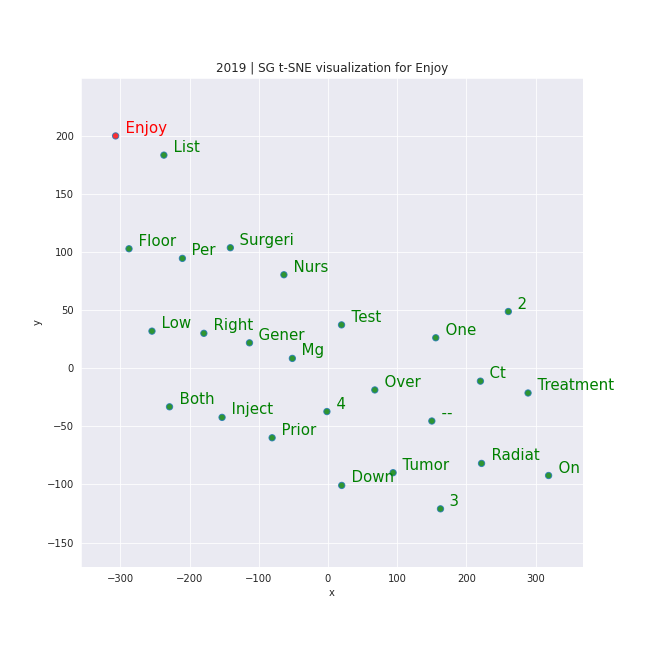 2019 | SG t-SNE visualization for Enjoy
200
150
100
50
0
−50
−100
−150
y
Enjoy
List
Floor
Per
Surgeri
Nurs
2
Low
Right
Gener
Mg
Test
One
Ct
Treatment
Over
Both
Inject
4
Prior
--
Down
Tumor
Radiat
On
3
−300
−200
−100
0
100
200
300
x